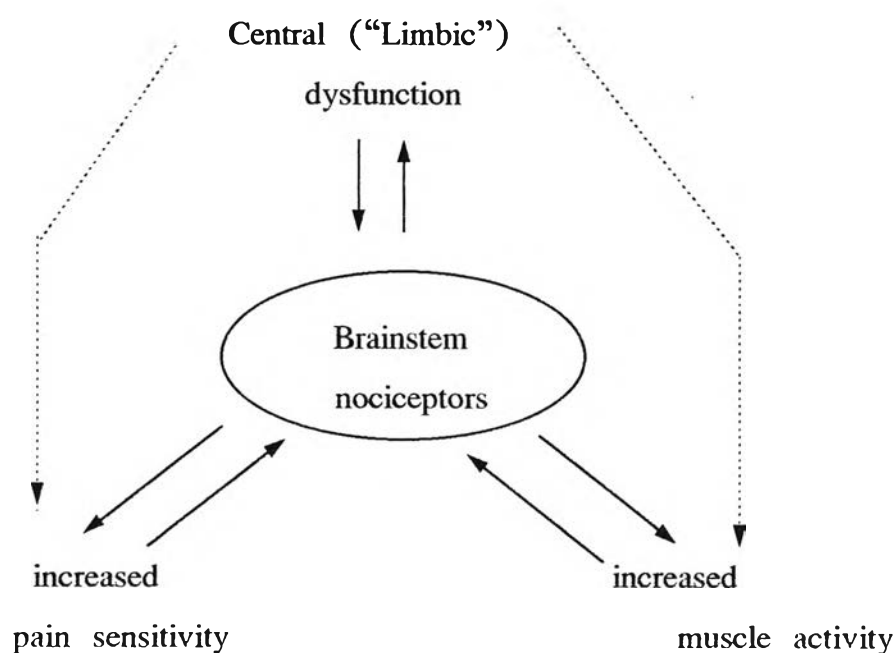 Central (“Limbic”)
dysfunction
Brainstem
nociceptors
increased
pain sensitivity
increased
muscle activity